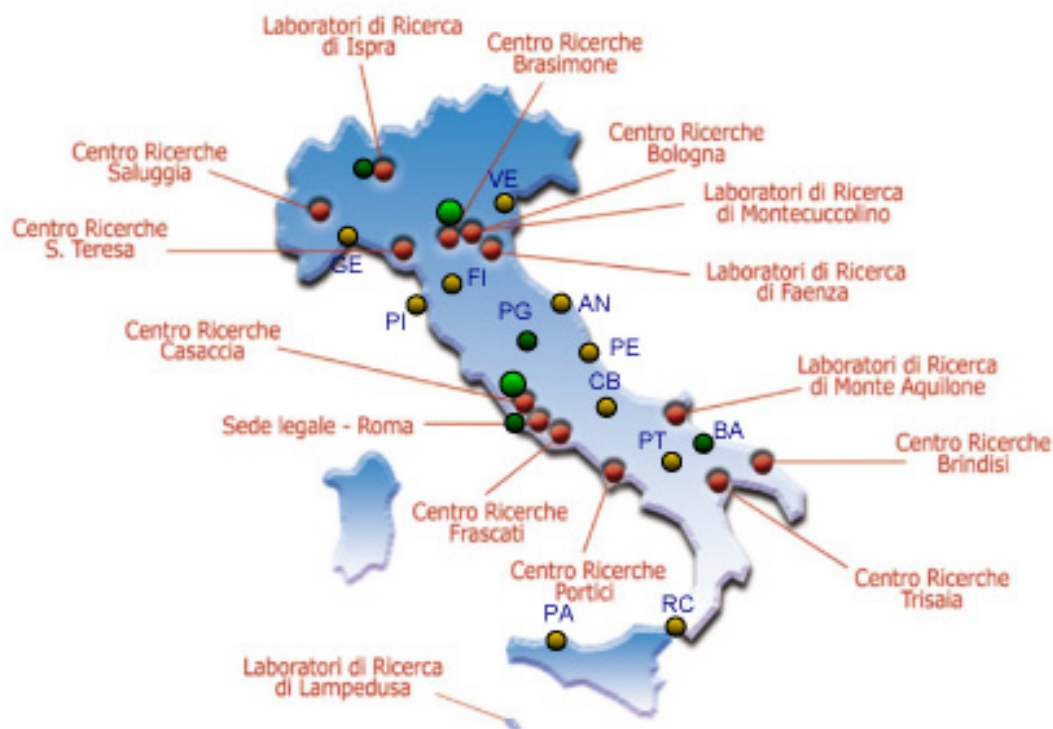 Laboratori di Ricerca
di Ispra
Centro Ricerche
Brasimone
Centro Ricerche
Bologna
Centro Ricerche
Saluggia
VE
Laboratori di Ricerca
di Montecuccolino
Centro Ricerche
S. Teresa
GE
FI
Laboratori di Ricerca
di Faenza
PI
PG
AN
Centro Ricerche
Casaccia
PE
CB
Laboratori di Ricerca
di Monte Aquilone
Sede legale - Roma
PT
BA
Centro Ricerche
Brindisi
Centro Ricerche
Frascati
Centro Ricerche
Portici
Centro Ricerche
Trisaia
PA
RC
Laboratori di Ricerca
di Lampedusa